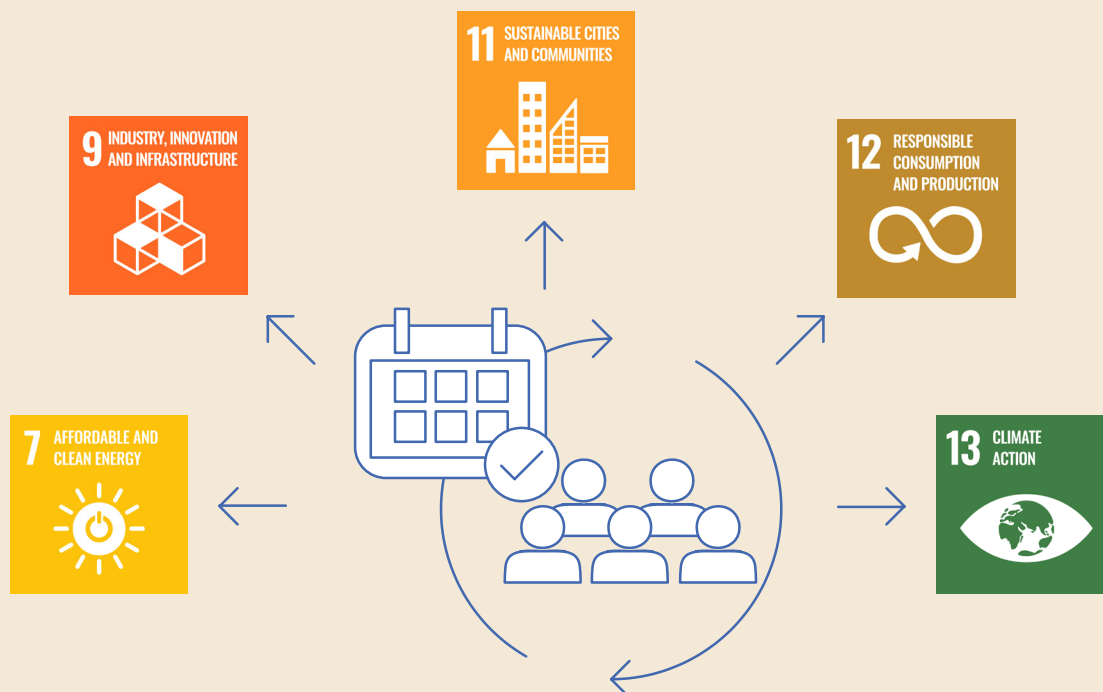 11 SUSTAINABLE CITIES
AND COMMUNITIES
9 INDUSTRY, INNOVATION
AND INFRASTRUCTURE
12 RESPONSIBLE
CONSUMPTION
AND PRODUCTION
7 AFFORDABLE AND
CLEAN ENERGY
13 CLIMATE
ACTION